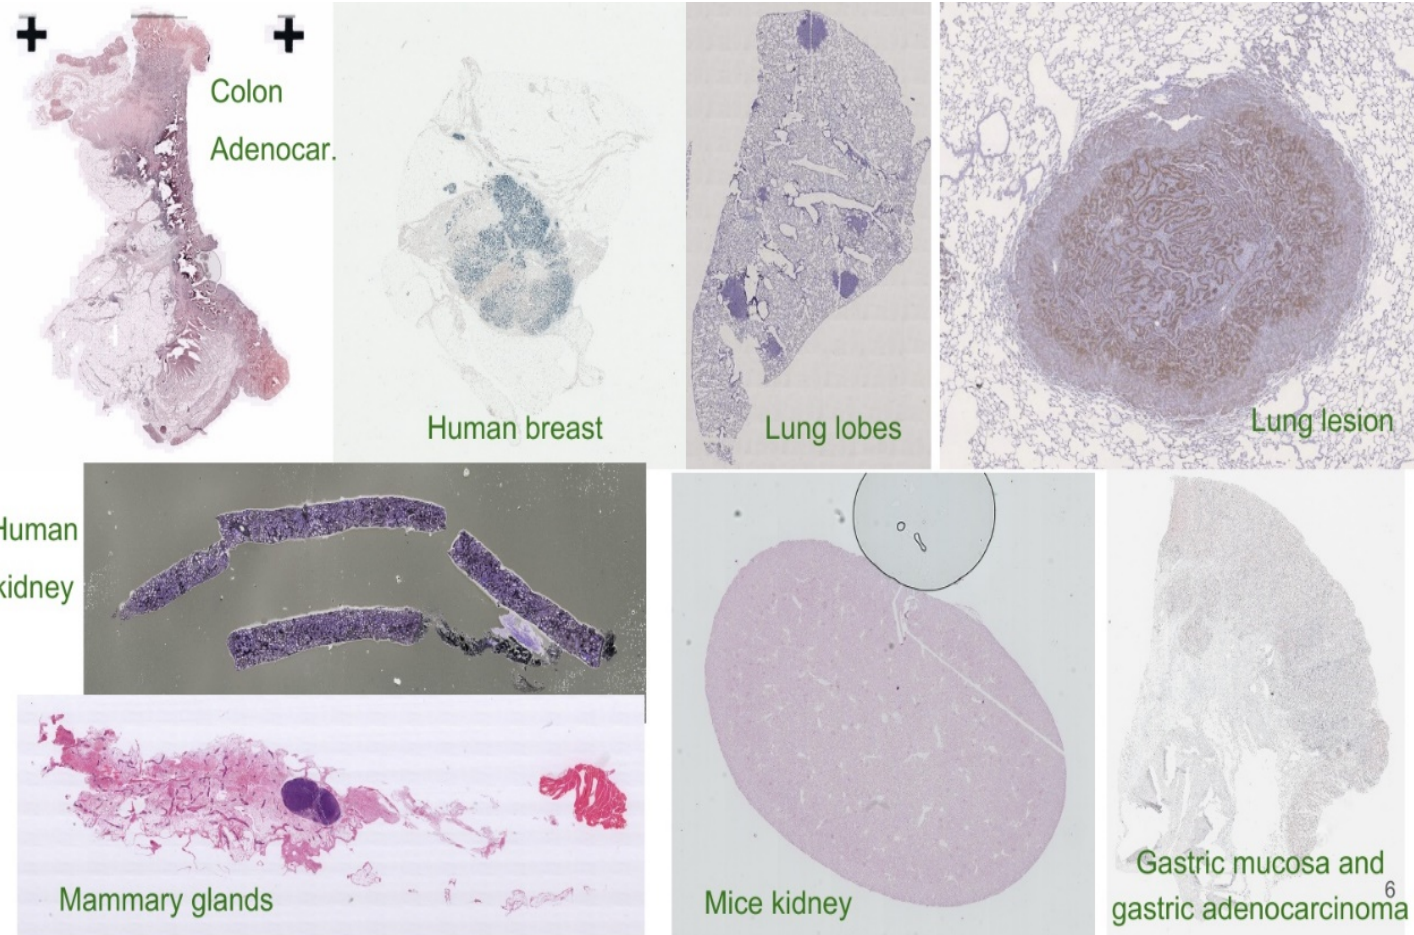 Colon
Adenocar.
Human breast
Lung lobes
Lung lesion
Human
kidney
Mammary glands
Mice kidney
Gastric mucosa and
gastric adenocarcinoma
6